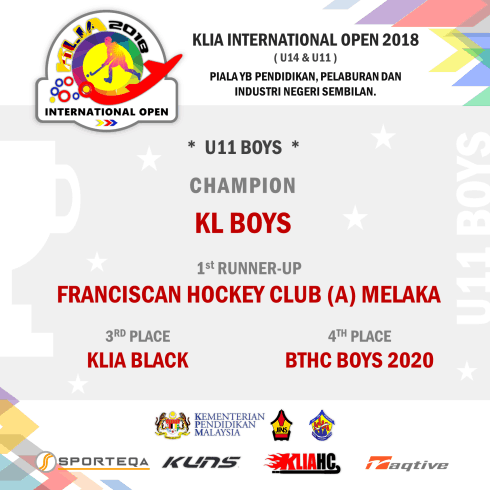 KLIA 2018
INTERNATIONAL OPEN
KLIA INTERNATIONAL OPEN 2018
( U14 & U11 )
PIALA YB PENDIDIKAN, PELABURAN DAN
INDUSTRI NEGERI SEMBILAN.
U11 BOYS
* U11 BOYS *
CHAMPION
KL BOYS
1st RUNNER-UP
FRANCISCAN HOCKEY CLUB (A) MELAKA
3RD PLACE
KLIA BLACK
4TH PLACE
BTHC BOYS 2020
KEMENTERIAN
PENDIDIKAN
MALAYSIA
JINS
SPORTEQA
KUNS
KLIAHC
Raqtive